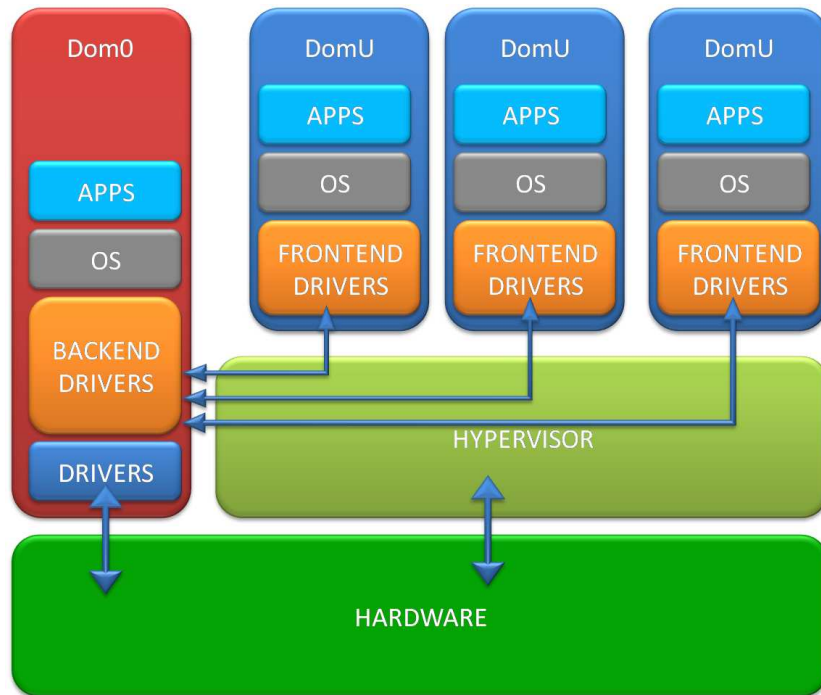 Dom0
APPS
OS
BACKEND
DRIVERS
DRIVERS
DomU
APPS
OS
FRONTEND
DRIVERS
DomU
APPS
OS
FRONTEND
DRIVERS
DomU
APPS
OS
FRONTEND
DRIVERS
HYPERVISOR
HARDWARE